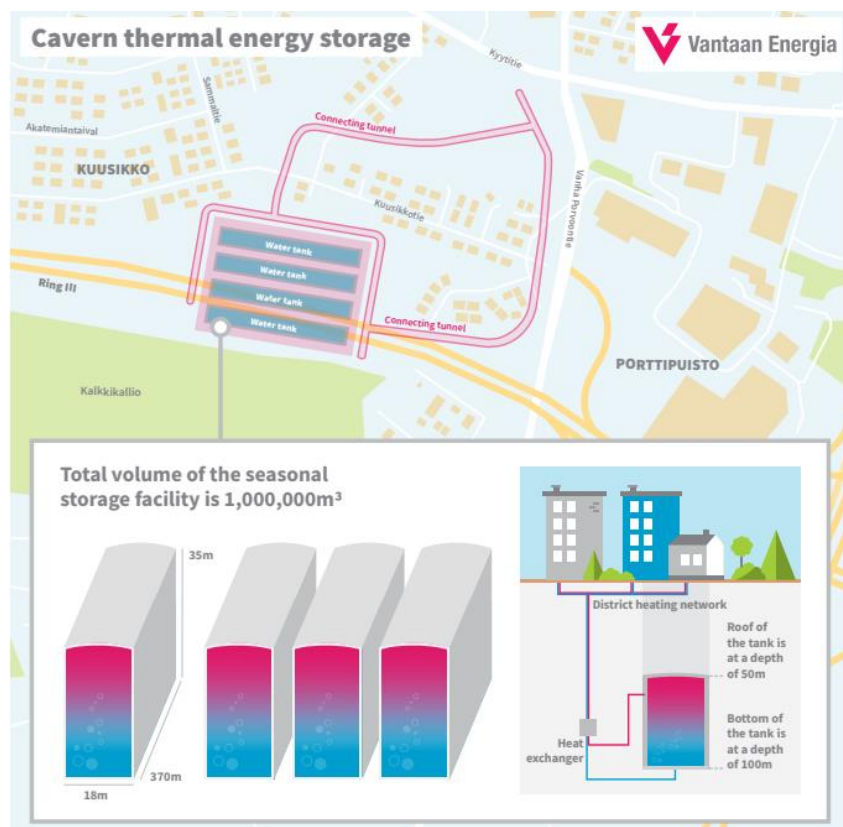 Cavern thermal energy storage
Vantaan Energia
Kyytitie
Sammaltie
Connecting tunnel
Akatemiantaival
KUUSIKKO
Kuusikkotie
Vanha Porvoontie
Water tank
Water tank
Ring III
Water tank
Water tank
Connecting tunnel
PORTTIPUISTO
Kalkkikallio
Total volume of the seasonal
storage facility is 1,000,000m³
35m
370m
18m
District heating network
Roof of
the tank is
at a depth
of 50m
Heat
exchanger
Bottom of
the tank is
at a depth
of 100m